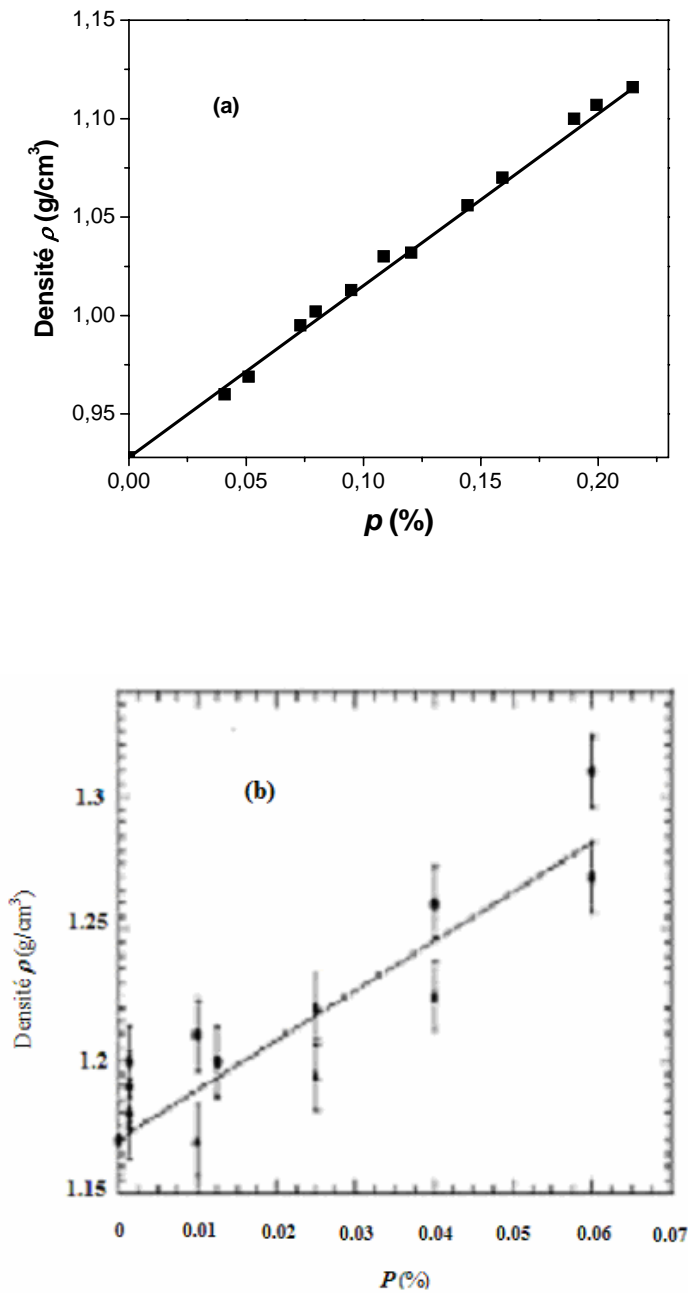 1,15
1,10
1,05
1,00
0,95
(a)
Densité ρ (g/cm³)
0,00 0,05 0,10 0,15 0,20
p (%)
(b)
1.3
1.25
1.2
1.15
Densité ρ (g/cm³)
0 0.01 0.02 0.03 0.04 0.05 0.06 0.07
P (%)